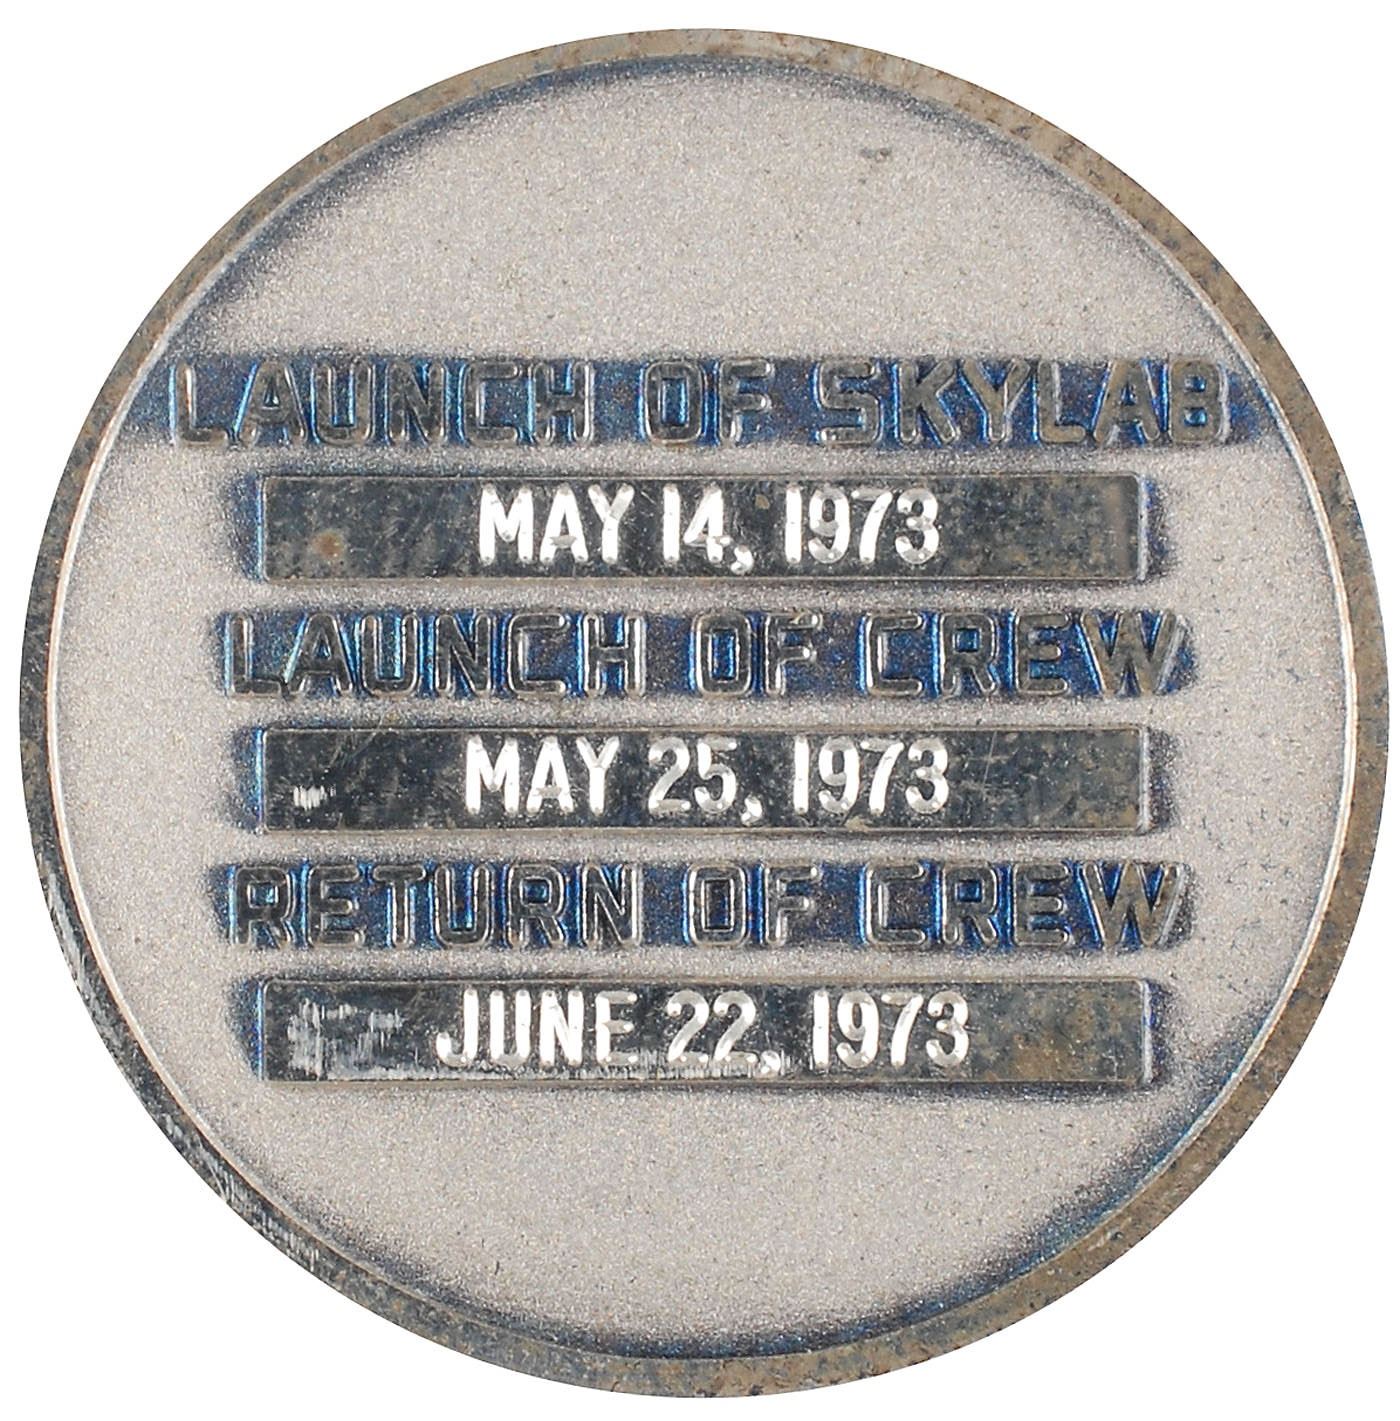 LAUNCH OF SKYLAB
MAY 14, 1973
LAUNCH OF CREW
MAY 25, 1973
RETURN OF CREW
JUNE 22, 1973